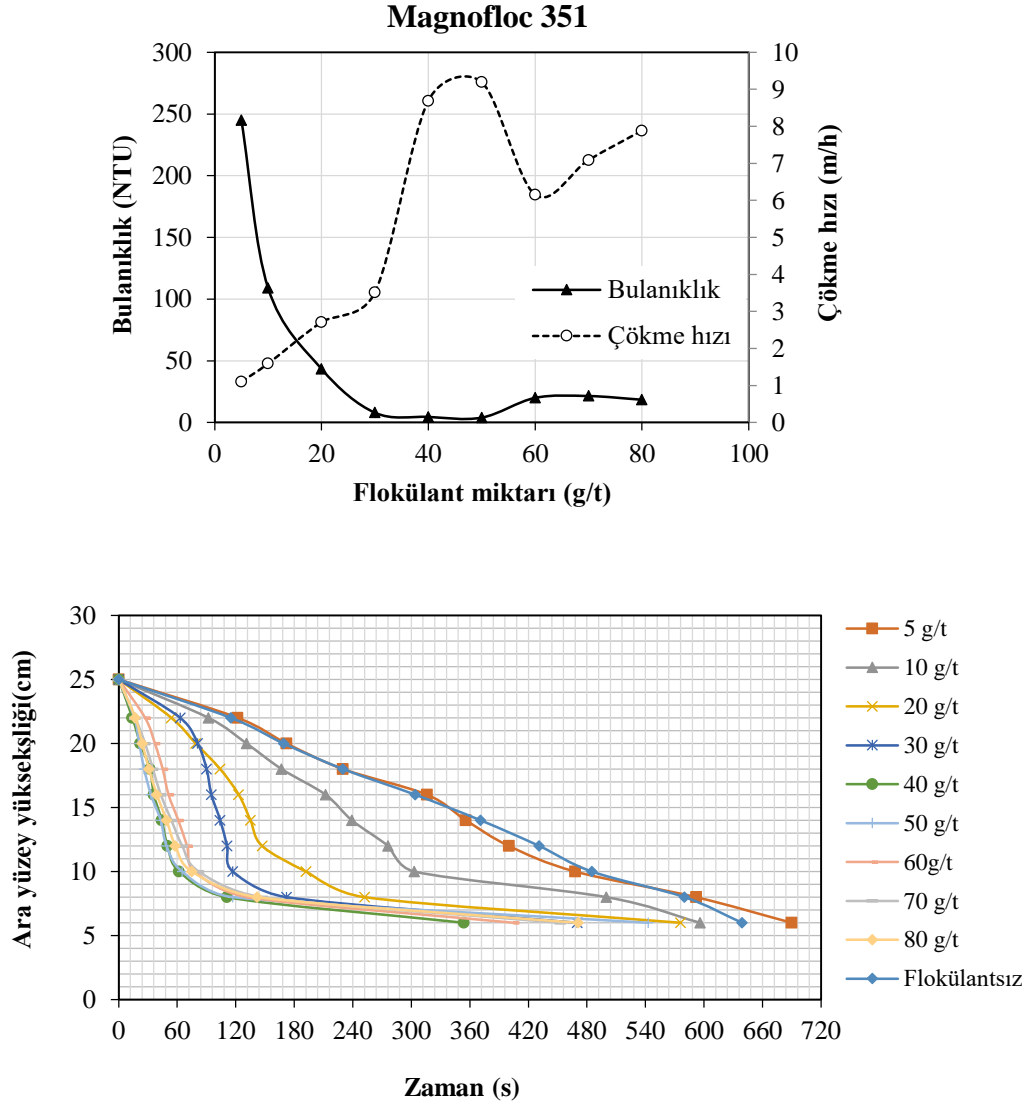 Magnofloc 351
300
250
200
150
100
50
0
10
9
8
7
6
5
4
3
2
1
0
0 20 40 60 80 100
Bulanıklık (NTU)
Çökme hızı (m/h)
Bulanıklık
Çökme hızı
Flokülant miktarı (g/t)
30
25
20
15
10
5
0
0 60 120 180 240 300 360 420 480 540 600 660 720
Ara yüzey yüksekşliği(cm)
Zaman (s)
5 g/t
10 g/t
20 g/t
30 g/t
40 g/t
50 g/t
60g/t
70 g/t
80 g/t
Flokülantsız